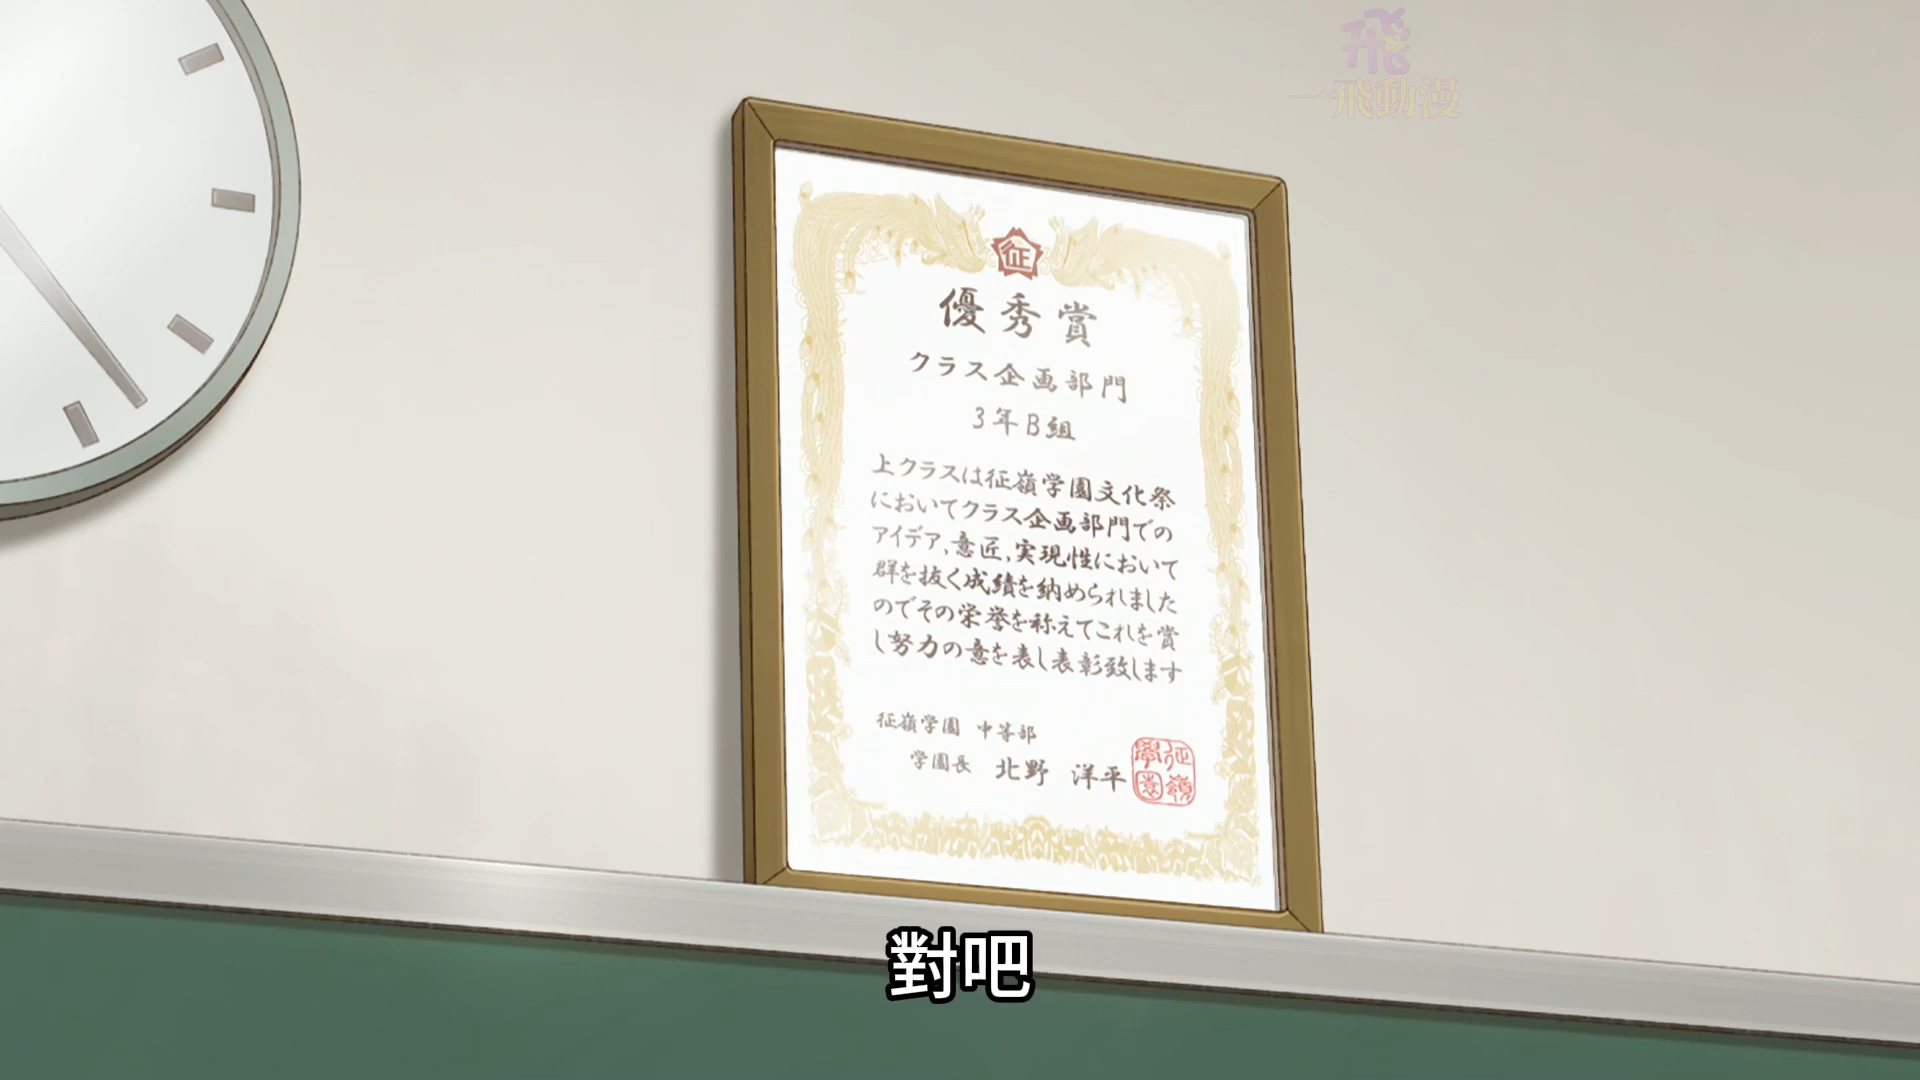 飛
一飛動漫
征
優秀賞
クラス企画部門
3年B組
上クラスは征嶺学園文化祭
においてクラス企画部門での
アイデア,意匠,実現性において
群を抜く成績を納められました
のでその栄誉を称えてこれを賞
し努力の意を表し表彰致します
征嶺学園 中等部
学園長 北野 洋平
征嶺學園
對吧